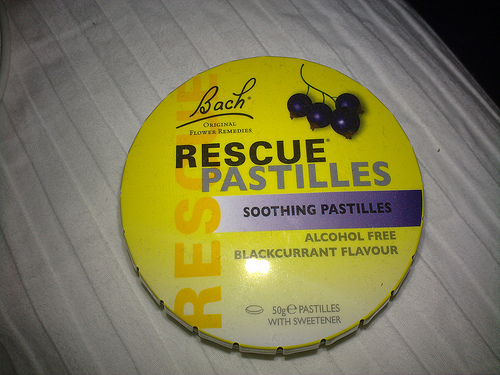 Bach®
ORIGINAL
FLOWER REMEDIES
RESCUE®
PASTILLES
RESCUE
SOOTHING PASTILLES
ALCOHOL FREE
BLACKCURRANT FLAVOUR
50g℮ PASTILLES
WITH SWEETENER